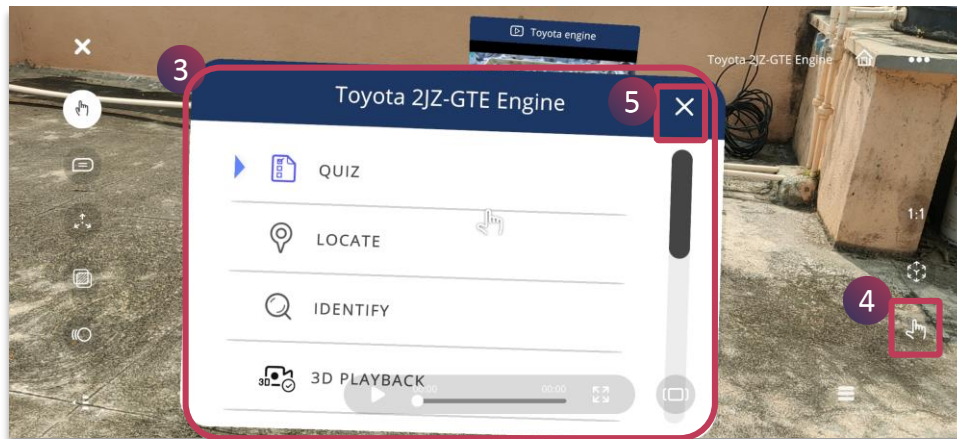 Toyota engine
Toyota 2JZ-GTE Engine
3
Toyota 2JZ-GTE Engine
5
QUIZ
LOCATE
1:1
IDENTIFY
4
3D
3D PLAYBACK
00:00
00:00